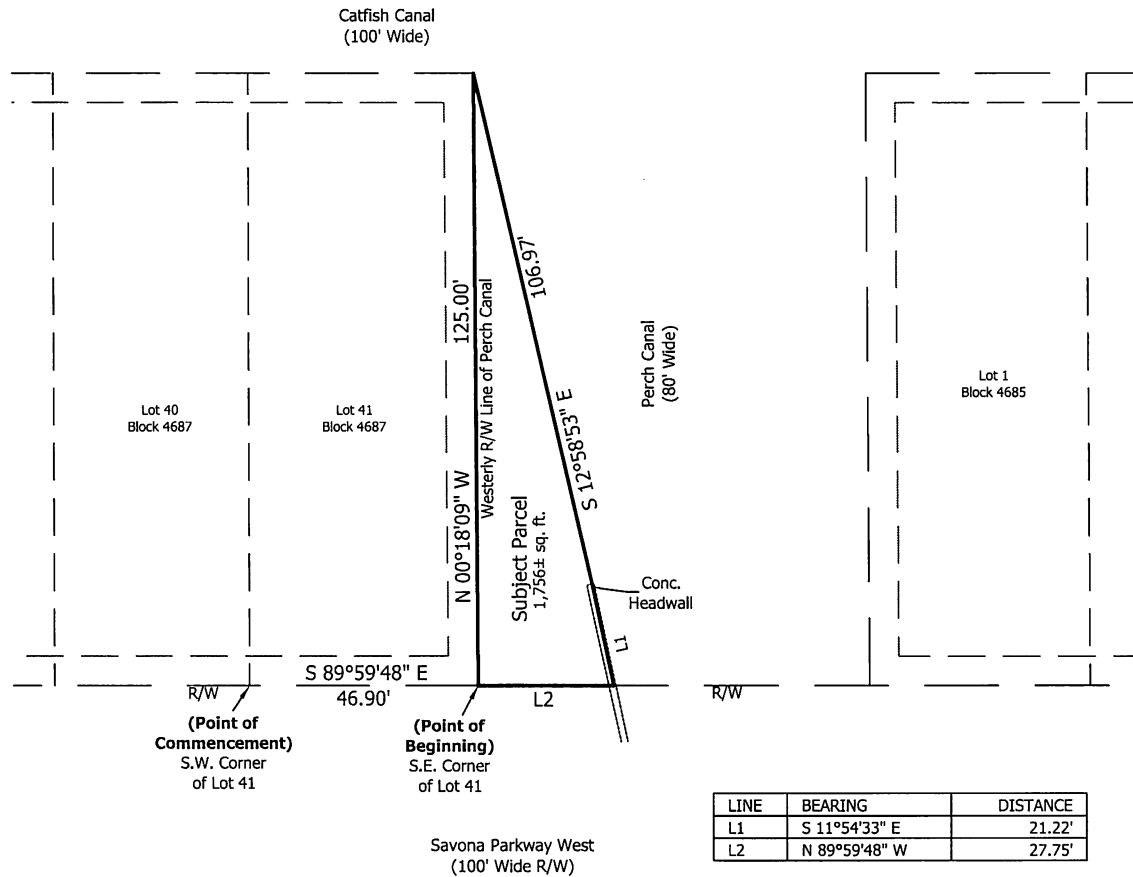 Catfish Canal
(100' Wide)
106.97'
125.00'
Westerly R/W Line of Perch Canal
Perch Canal
(80' Wide)
Lot 40
Block 4687
Lot 41
Block 4687
Lot 1
Block 4685
S 12°58'53" E
N 00°18'09" W
Subject Parcel
1,756± sq. ft.
Conc.
Headwall
L1
S 89°59'48" E
46.90'
R/W
L2
R/W
(Point of
Commencement)
S.W. Corner
of Lot 41
(Point of
Beginning)
S.E. Corner
of Lot 41
Savona Parkway West
(100' Wide R/W)
LINE BEARING DISTANCE
L1 S 11°54'33" E 21.22'
L2 N 89°59'48" W 27.75'